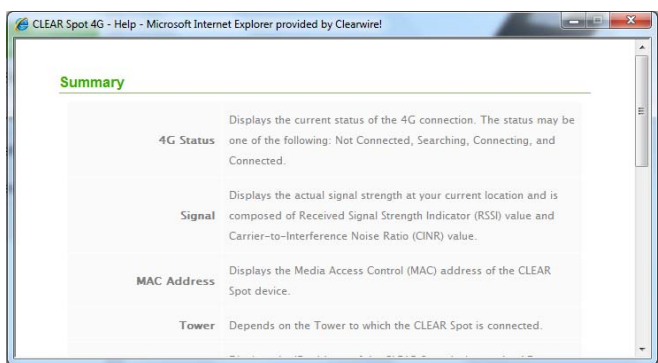 CLEAR Spot 4G - Help - Microsoft Internet Explorer provided by Clearwire!
Summary
4G Status
Displays the current status of the 4G connection. The status may be
one of the following: Not Connected, Searching, Connecting, and
Connected.
Signal
Displays the actual signal strength at your current location and is
composed of Received Signal Strength Indicator (RSSI) value and
Carrier-to-Interference Noise Ratio (CINR) value.
MAC Address
Displays the Media Access Control (MAC) address of the CLEAR
Spot device.
Tower
Depends on the Tower to which the CLEAR Spot is connected.